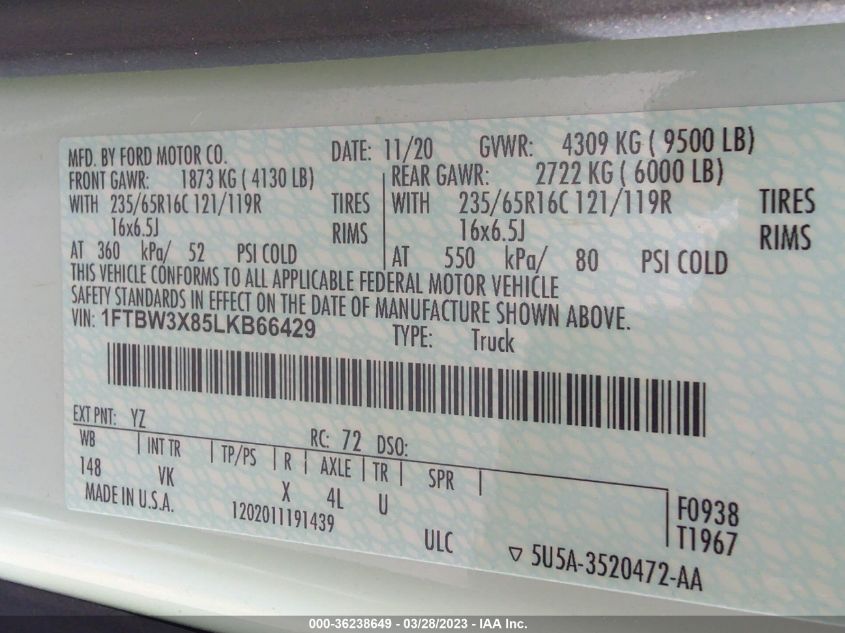 MFD. BY FORD MOTOR CO. DATE: 11/20 GVWR: 4309 KG ( 9500 LB)
FRONT GAWR: 1873 KG ( 4130 LB) REAR GAWR: 2722 KG ( 6000 LB)
WITH 235/65R16C 121/119R TIRES WITH 235/65R16C 121/119R TIRES
16x6.5J RIMS 16x6.5J RIMS
AT 360 kPa/ 52 PSI COLD AT 550 kPa/ 80 PSI COLD
THIS VEHICLE CONFORMS TO ALL APPLICABLE FEDERAL MOTOR VEHICLE
SAFETY STANDARDS IN EFFECT ON THE DATE OF MANUFACTURE SHOWN ABOVE.
VIN: 1FTBW3X85LKB66429 TYPE: Truck
EXT PNT: YZ RC: 72 DSO:
WB INT TR TP/PS R AXLE TR SPR
148 VK X 4L U F0938
MADE IN U.S.A. 1202011191439 T1967
ULC ▽ 5U5A-3520472-AA
000-36238649 - 03/28/2023 - IAA Inc.